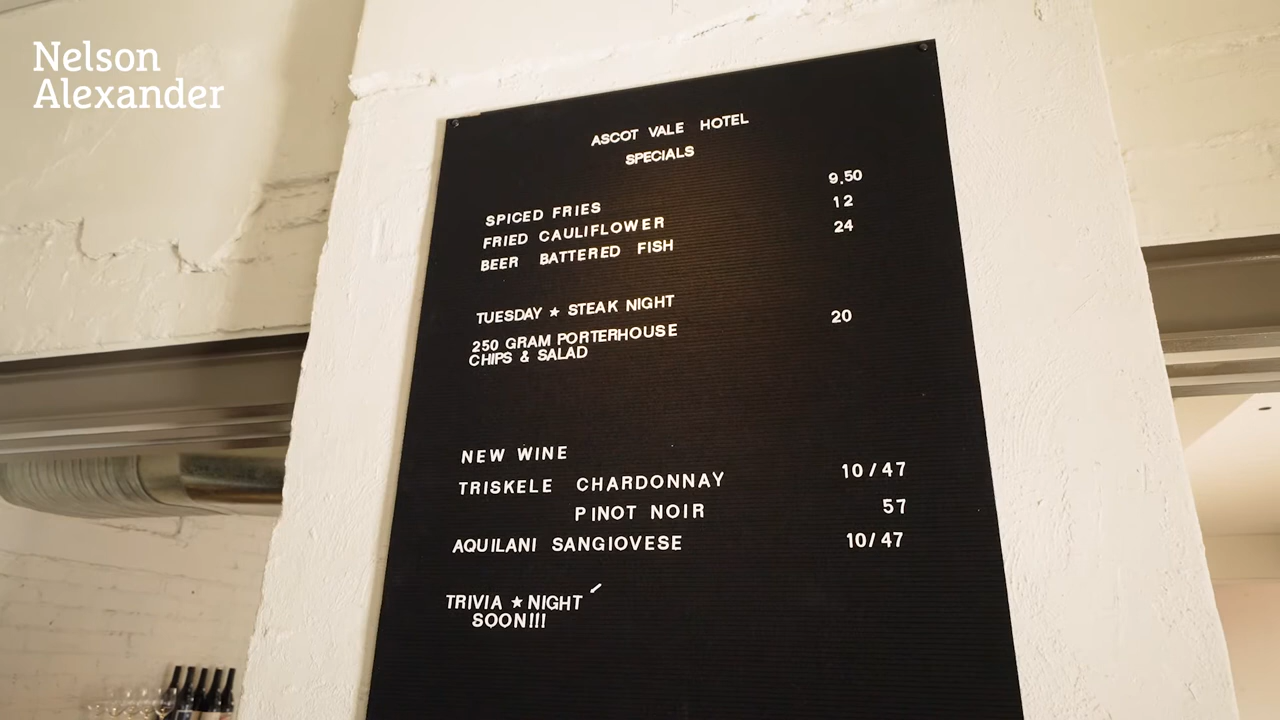 Nelson
Alexander
ASCOT VALE HOTEL
SPECIALS
SPICED FRIES 9.50
FRIED CAULIFLOWER 12
BEER BATTERED FISH 24
TUESDAY ★ STEAK NIGHT
250 GRAM PORTERHOUSE 20
CHIPS & SALAD
NEW WINE
TRISKELE CHARDONNAY 10/47
PINOT NOIR 57
AQUILANI SANGIOVESE 10/47
TRIVIA ★ NIGHT
SOON!!!